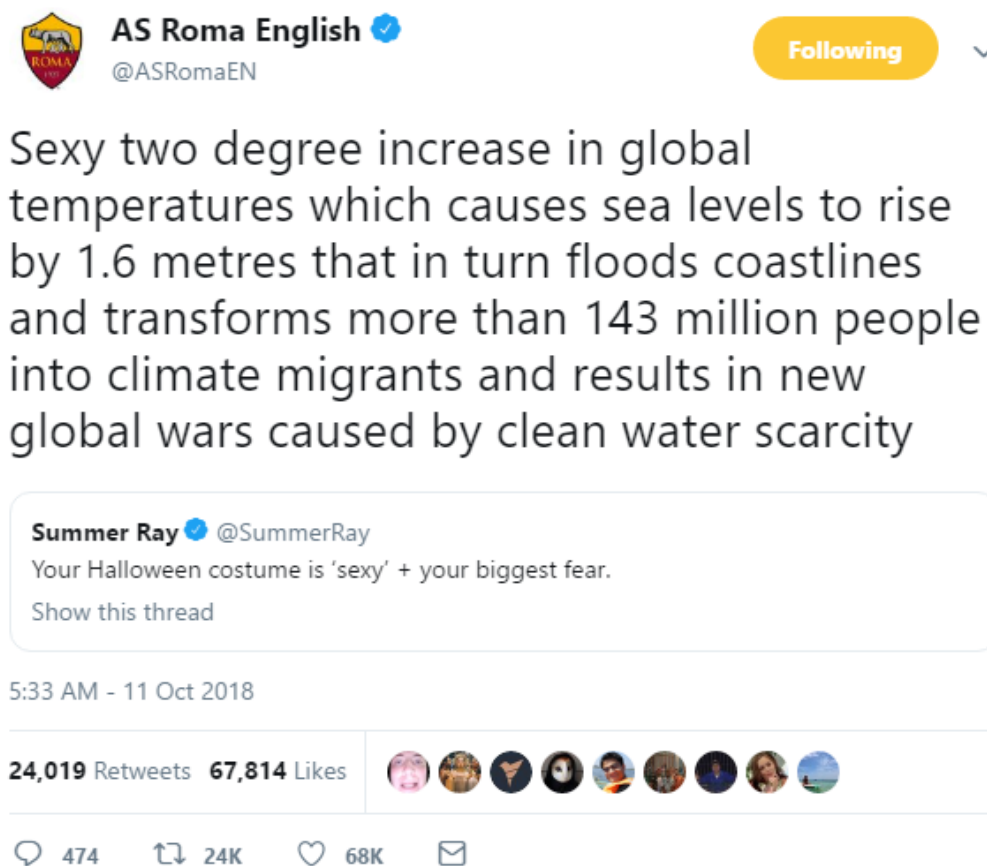 AS Roma English
@ASRomaEN
Following
ROMA
1927
Sexy two degree increase in global
temperatures which causes sea levels to rise
by 1.6 metres that in turn floods coastlines
and transforms more than 143 million people
into climate migrants and results in new
global wars caused by clean water scarcity
Summer Ray @SummerRay
Your Halloween costume is ‘sexy’ + your biggest fear.
Show this thread
5:33 AM - 11 Oct 2018
24,019 Retweets 67,814 Likes
474 24K 68K